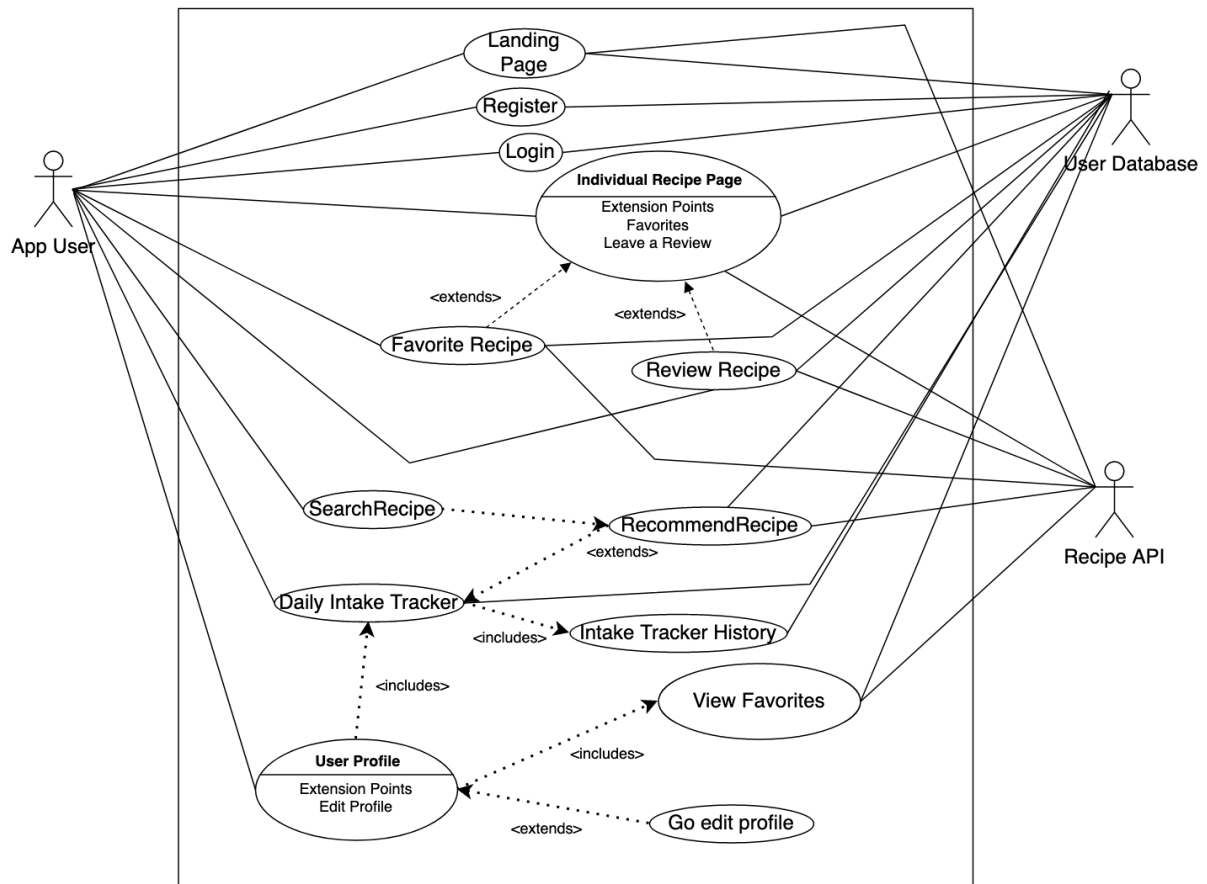 Landing
Page
Register
User Database
Login
Individual Recipe Page
Extension Points
Favorites
Leave a Review
App User
<extends>
<extends>
Favorite Recipe
Review Recipe
SearchRecipe
RecommendRecipe
<extends>
Recipe API
Daily Intake Tracker
<includes>
Intake Tracker History
<includes>
View Favorites
<includes>
User Profile
Extension Points
Edit Profile
<extends>
Go edit profile